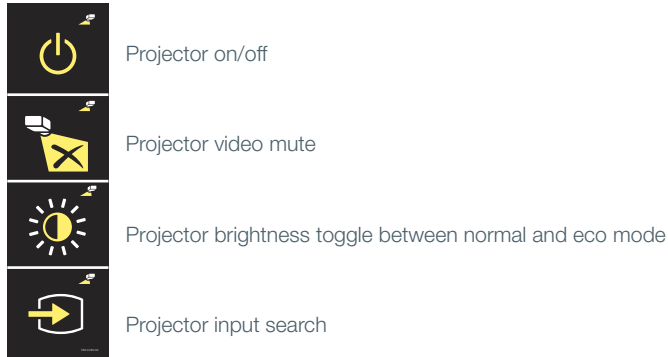 Projector on/off
Projector video mute
Projector brightness toggle between normal and eco mode
Projector input search